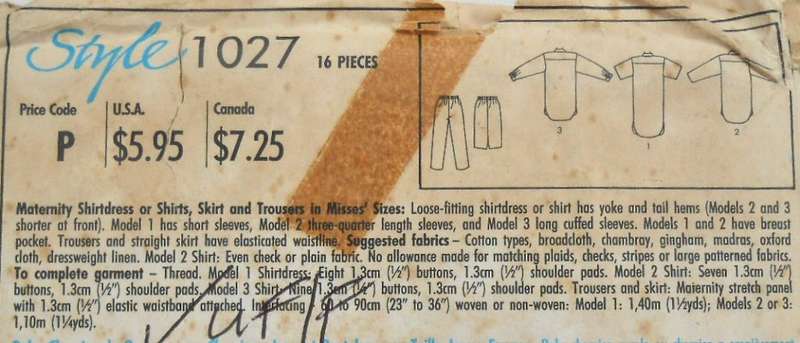 Style 1027 16 PIECES
Price Code U.S.A. Canada
P $5.95 $7.25
3 1 2
Maternity Shirtdress or Shirts, Skirt and Trousers in Misses' Sizes: Loose-fitting shirtdress or shirt has yoke and tail hems (Models 2 and 3
shorter at front). Model 1 has short sleeves, Model 2 three-quarter length sleeves, and Model 3 long cuffed sleeves. Models 1 and 2 have breast
pocket. Trousers and straight skirt have elasticated waistline. Suggested fabrics – Cotton types, broadcloth, chambray, gingham, madras, oxford
cloth, dressweight linen. Model 2 Shirt: Even check or plain fabric. No allowance made for matching plaids, checks, stripes or large patterned fabrics.
To complete garment – Thread. Model 1 Shirtdress: Eight 1,3cm (½") buttons, 1,3cm (½") shoulder pads. Model 2 Shirt: Seven 1.3cm (½")
buttons, 1,3cm (½") shoulder pads. Model 3 Shirt: Nine 1,3cm (½") buttons, 1,3cm (½") shoulder pads. Trousers and skirt: Maternity stretch panel
with 1.3cm (½") elastic waistband attached. Interfacing to 90cm (23" to 36") woven or non-woven: Model 1: 1,40m (1½yds); Models 2 or 3:
1,10m (1¼yds).